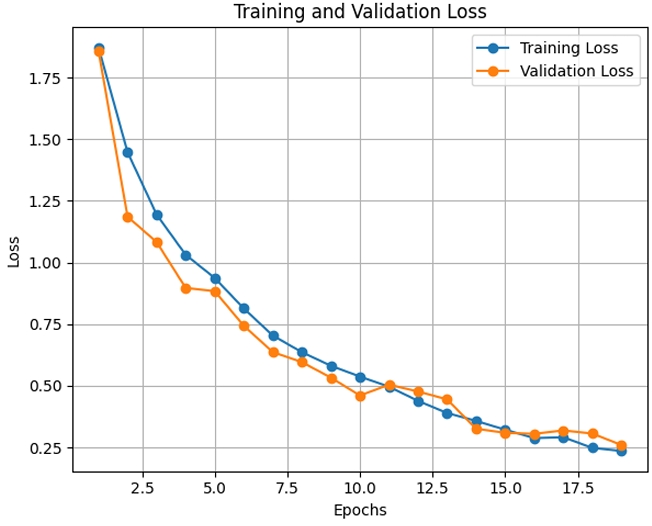 Training and Validation Loss
Training Loss
Validation Loss
Loss
1.75
1.50
1.25
1.00
0.75
0.50
0.25
2.5 5.0 7.5 10.0 12.5 15.0 17.5
Epochs